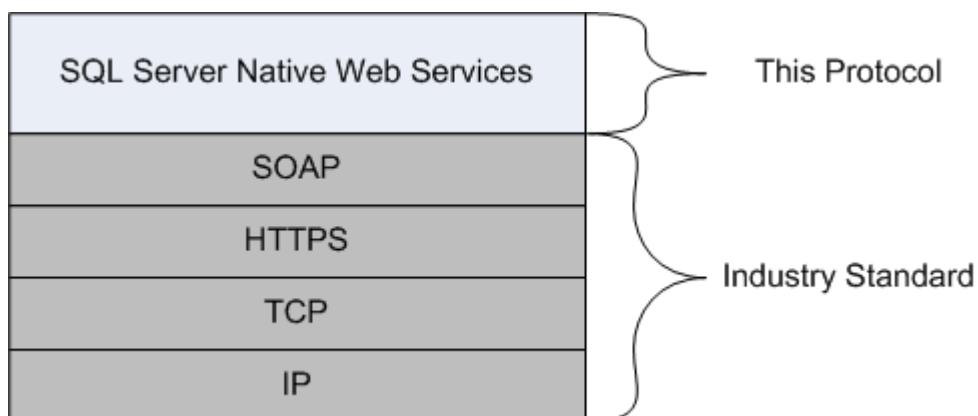 SQL Server Native Web Services
This Protocol
SOAP
HTTPS
TCP
IP
Industry Standard